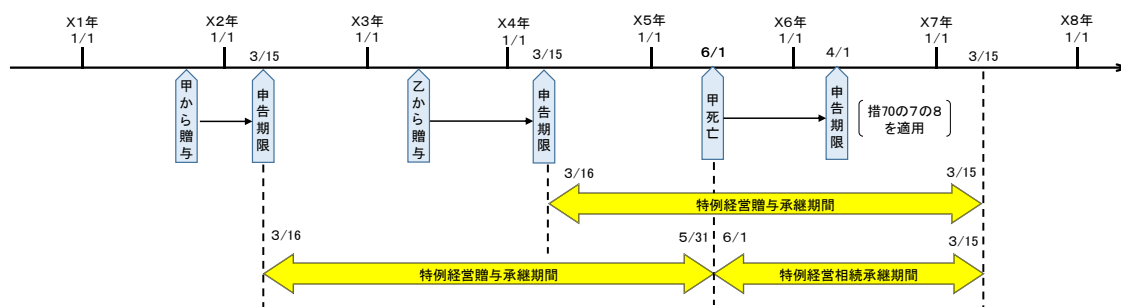 X1年 X2年 X3年 X4年 X5年 X6年 X7年 X8年
1/1 1/1 1/1 1/1 1/1 1/1 1/1 1/1
3/15 3/15 6/1 4/1 3/15
甲から贈与
申告期限
乙から贈与
申告期限
甲死亡
申告期限
措70の7の8
を適用
3/16 3/15
特例経営贈与承継期間
3/16 5/31 6/1 3/15
特例経営贈与承継期間 特例経営相続承継期間